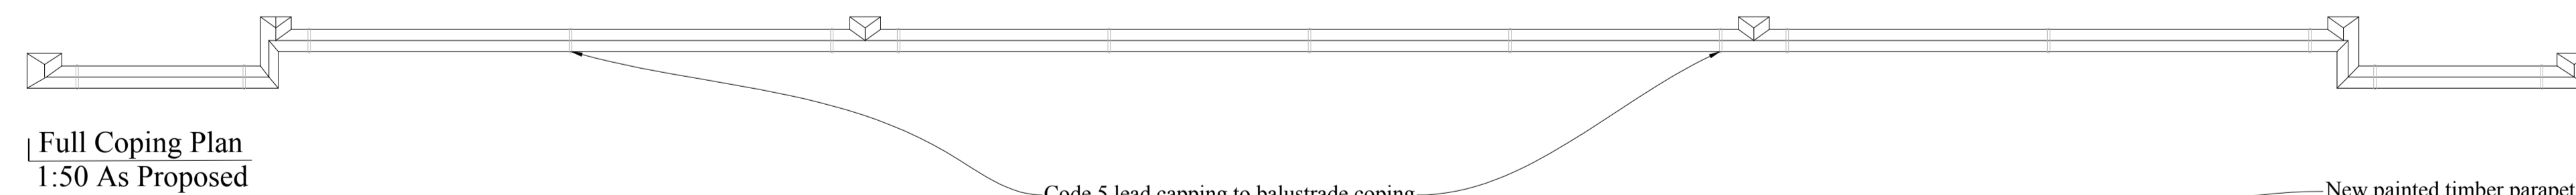 Full Coping Plan
1:50 As Proposed
Code 5 lead capping to balustrade coping
New painted timber parapet